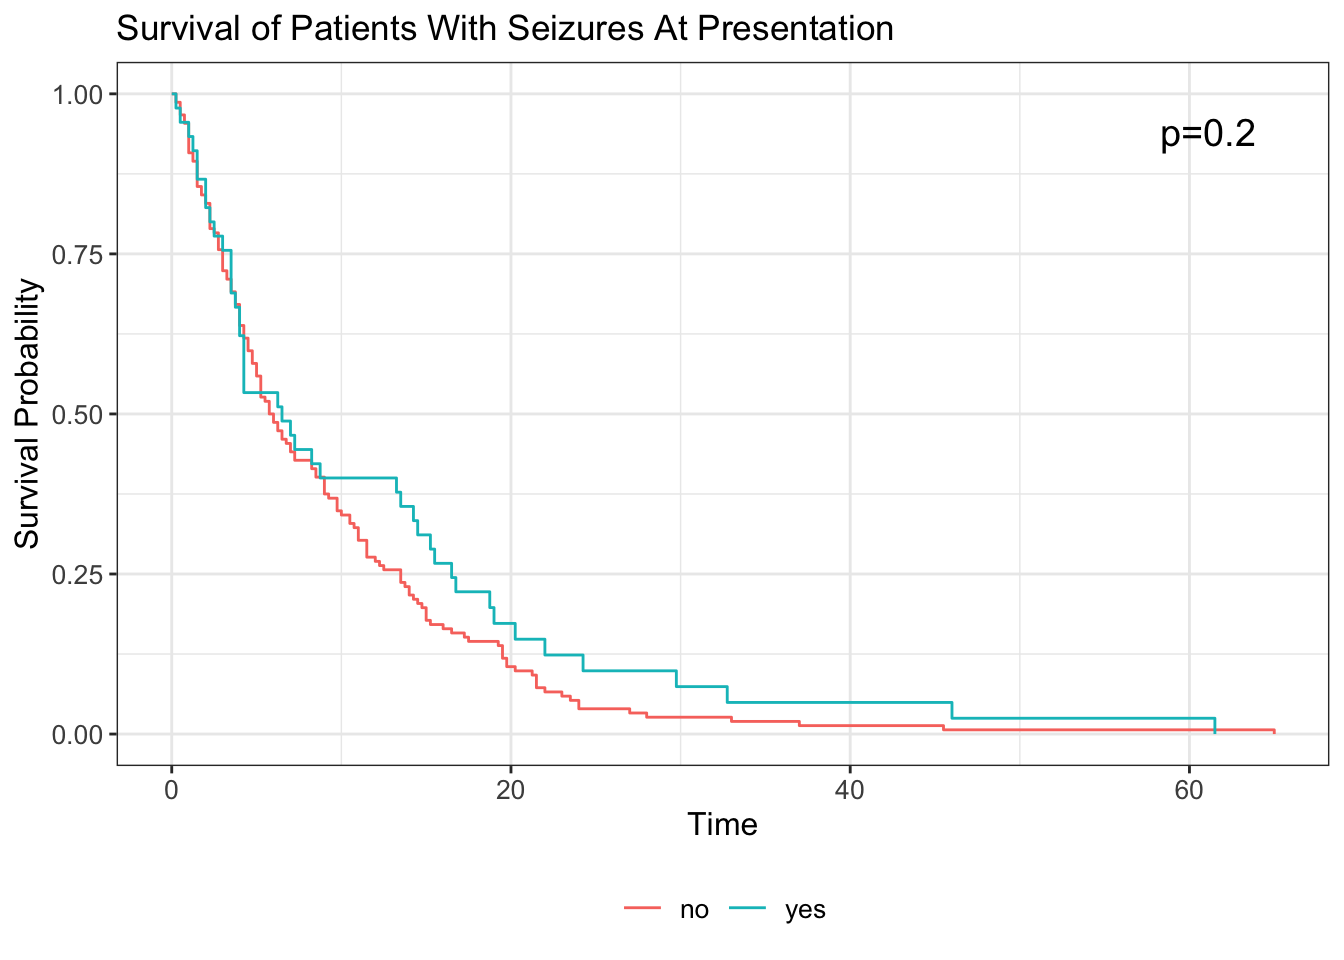 Survival of Patients With Seizures At Presentation
1.00
p=0.2
0.75
0.50
0.25
0.00
Survival Probability
0 20 40 60
Time
no yes